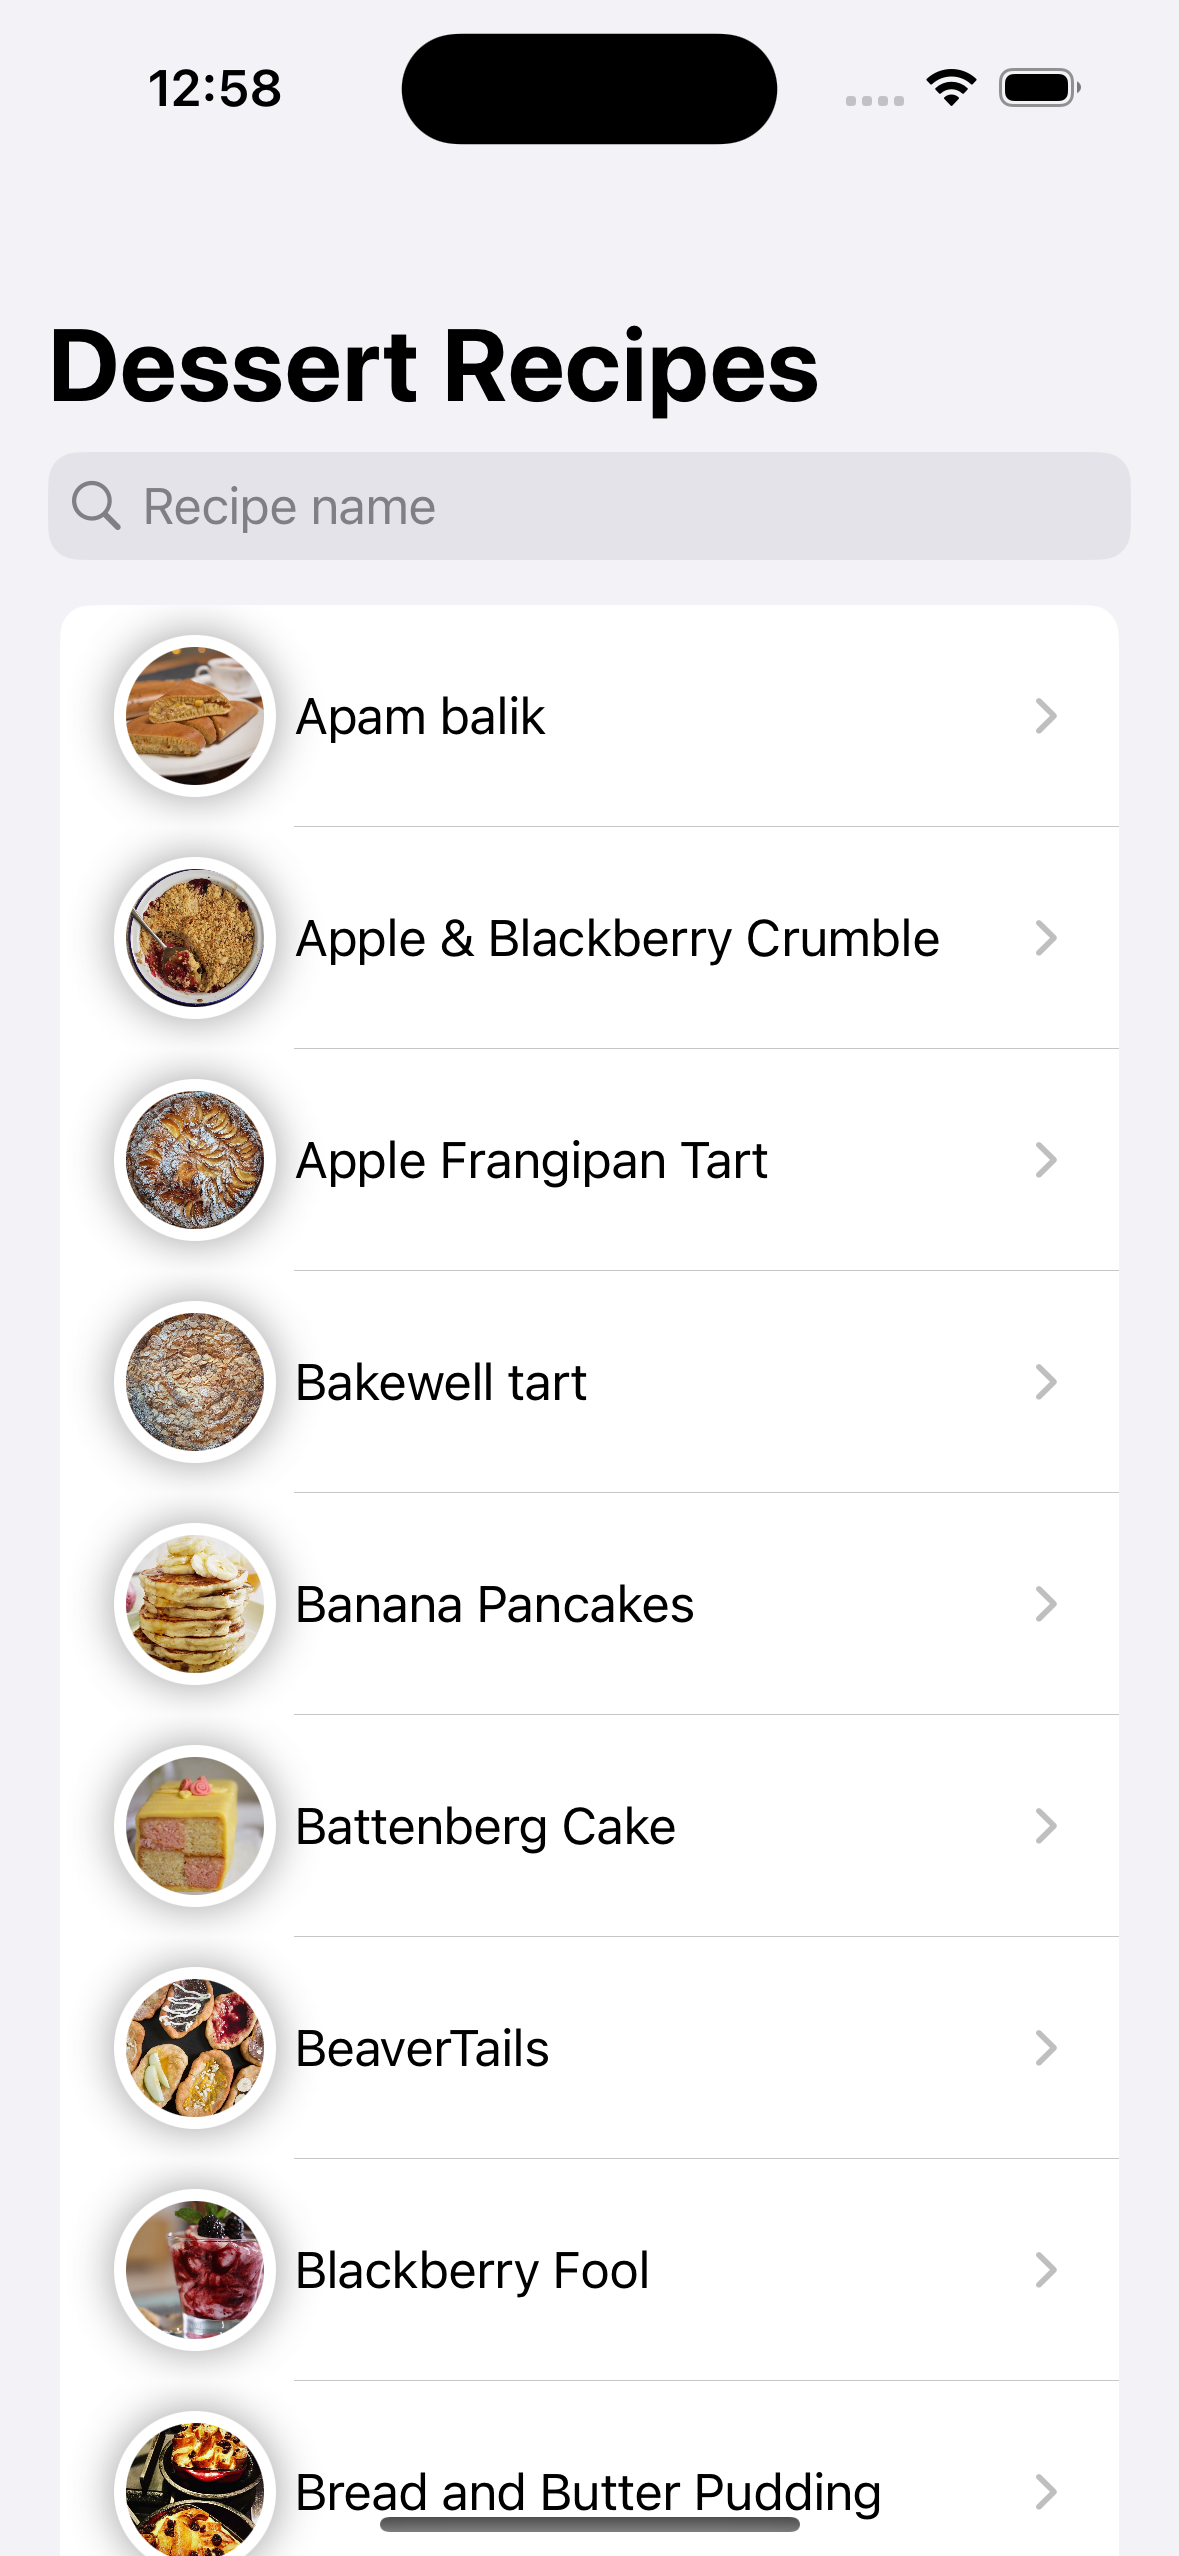 12:58
Dessert Recipes
Recipe name
Apam balik
Apple & Blackberry Crumble
Apple Frangipan Tart
Bakewell tart
Banana Pancakes
Battenberg Cake
BeaverTails
Blackberry Fool
Bread and Butter Pudding